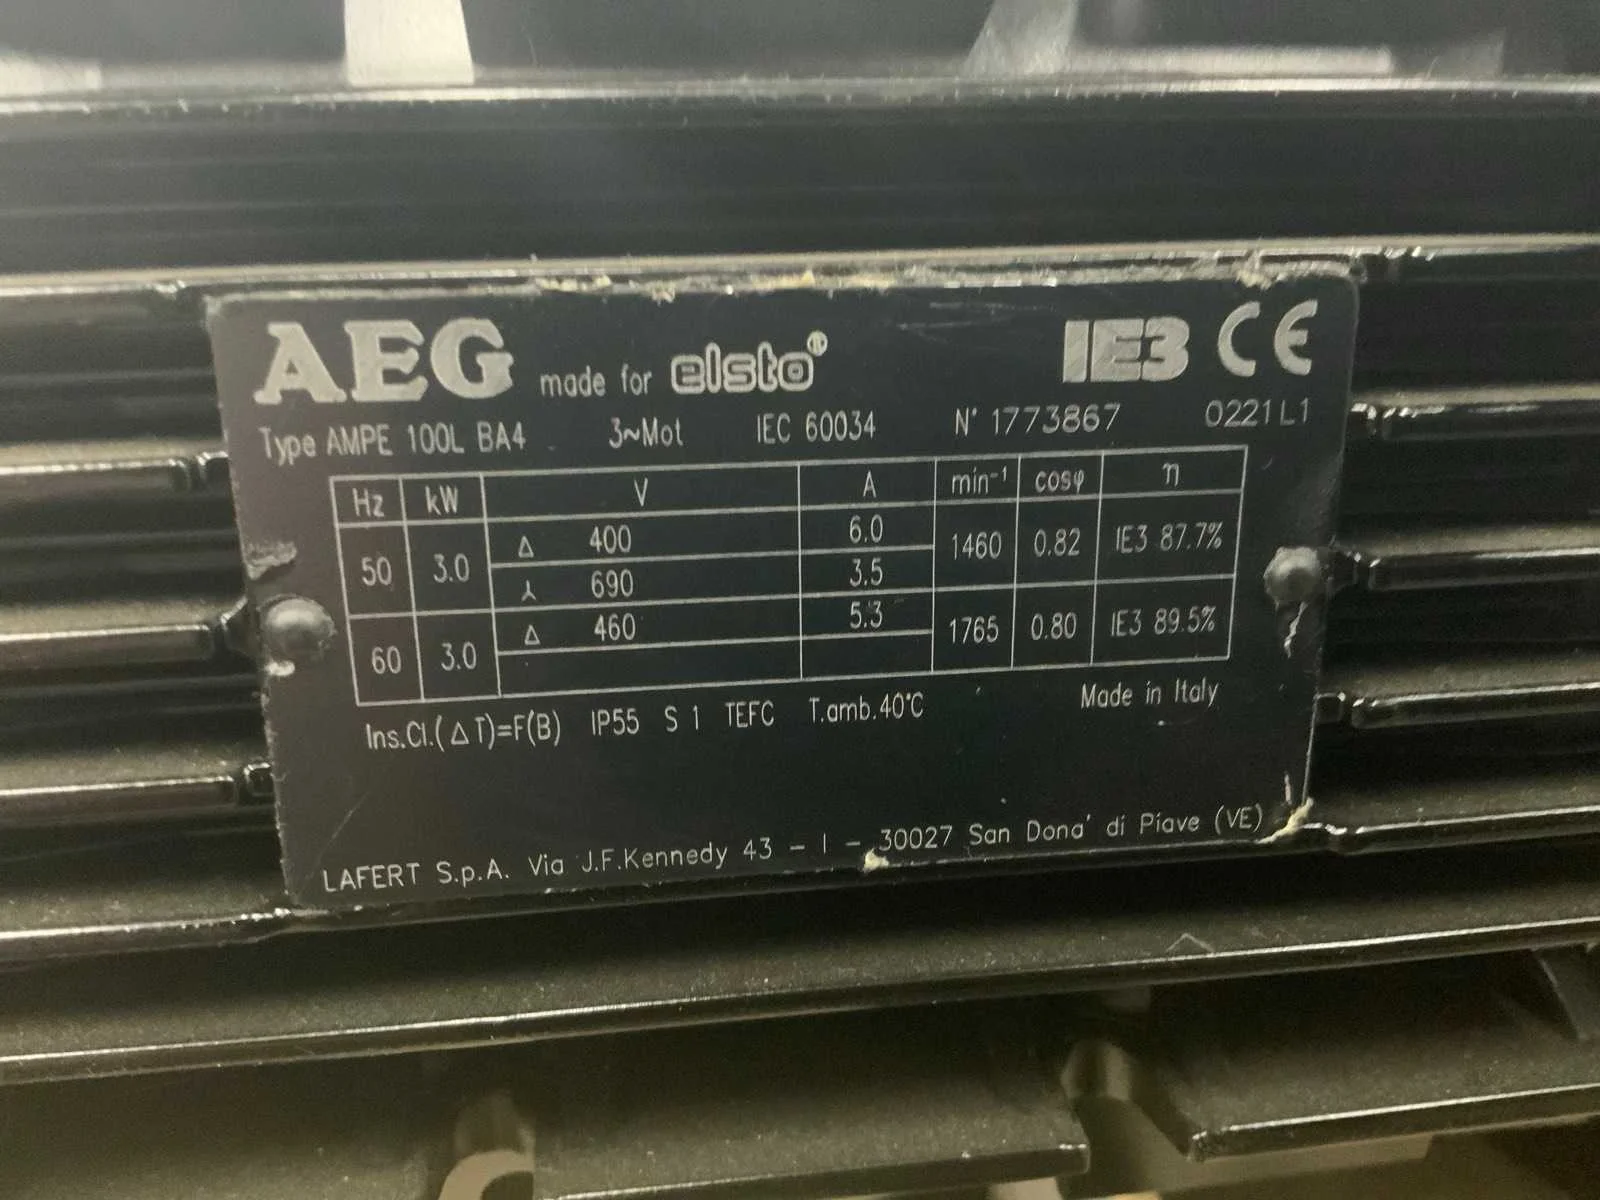 AEG made for elsto® IE3 CE
Type AMPE 100L BA4 3~Mot IEC 60034 N° 1773867 0221L1
Hz kW V A min-1 cosφ η
50 3.0 Δ 400 6.0 1460 0.82 IE3 87.7%
⅄ 690 3.5
60 3.0 Δ 460 5.3 1765 0.80 IE3 89.5%
Ins.Cl.(ΔT)=F(B) IP55 S 1 TEFC T.amb.40°C Made in Italy
LAFERT S.p.A. Via J.F.Kennedy 43 - I - 30027 San Dona' di Piave (VE)